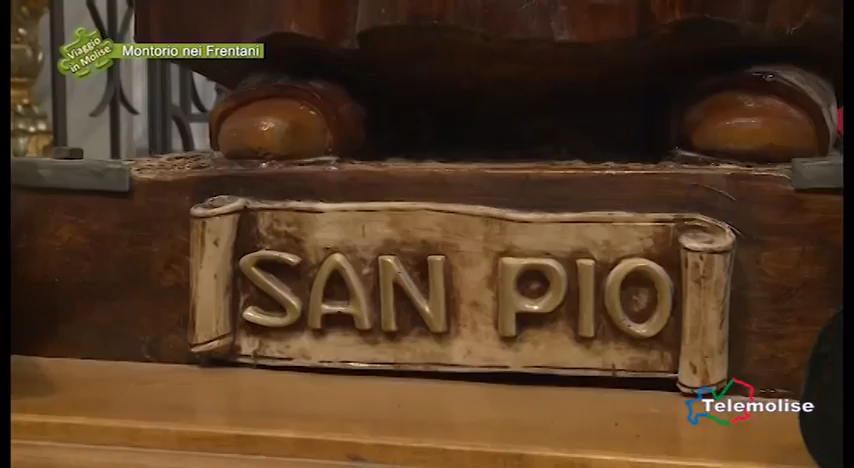 Viaggio
in Molise
Montorio nei Frentani
SAN PIO
Telemolise